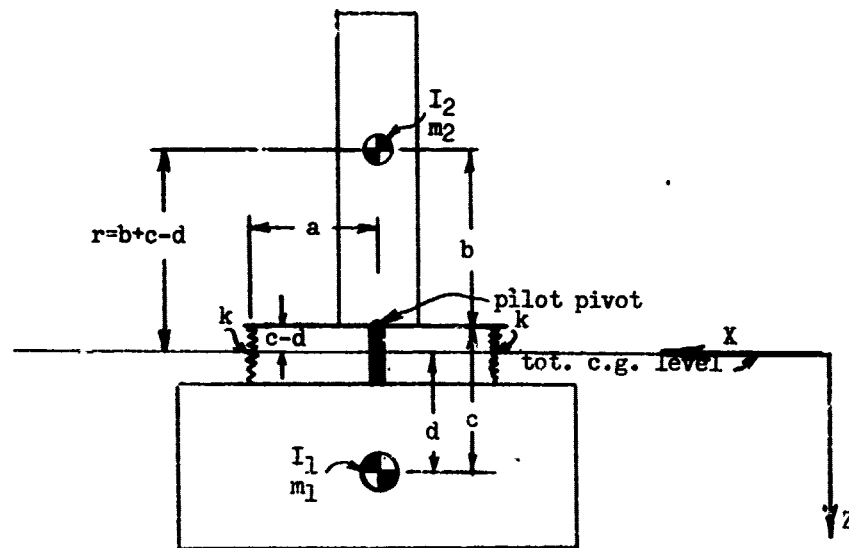 I2
m2
r=b+c-d
a
b
pilot pivot
k
k
c-d
X
tot. c.g. level
d
c
I1
m1
Z